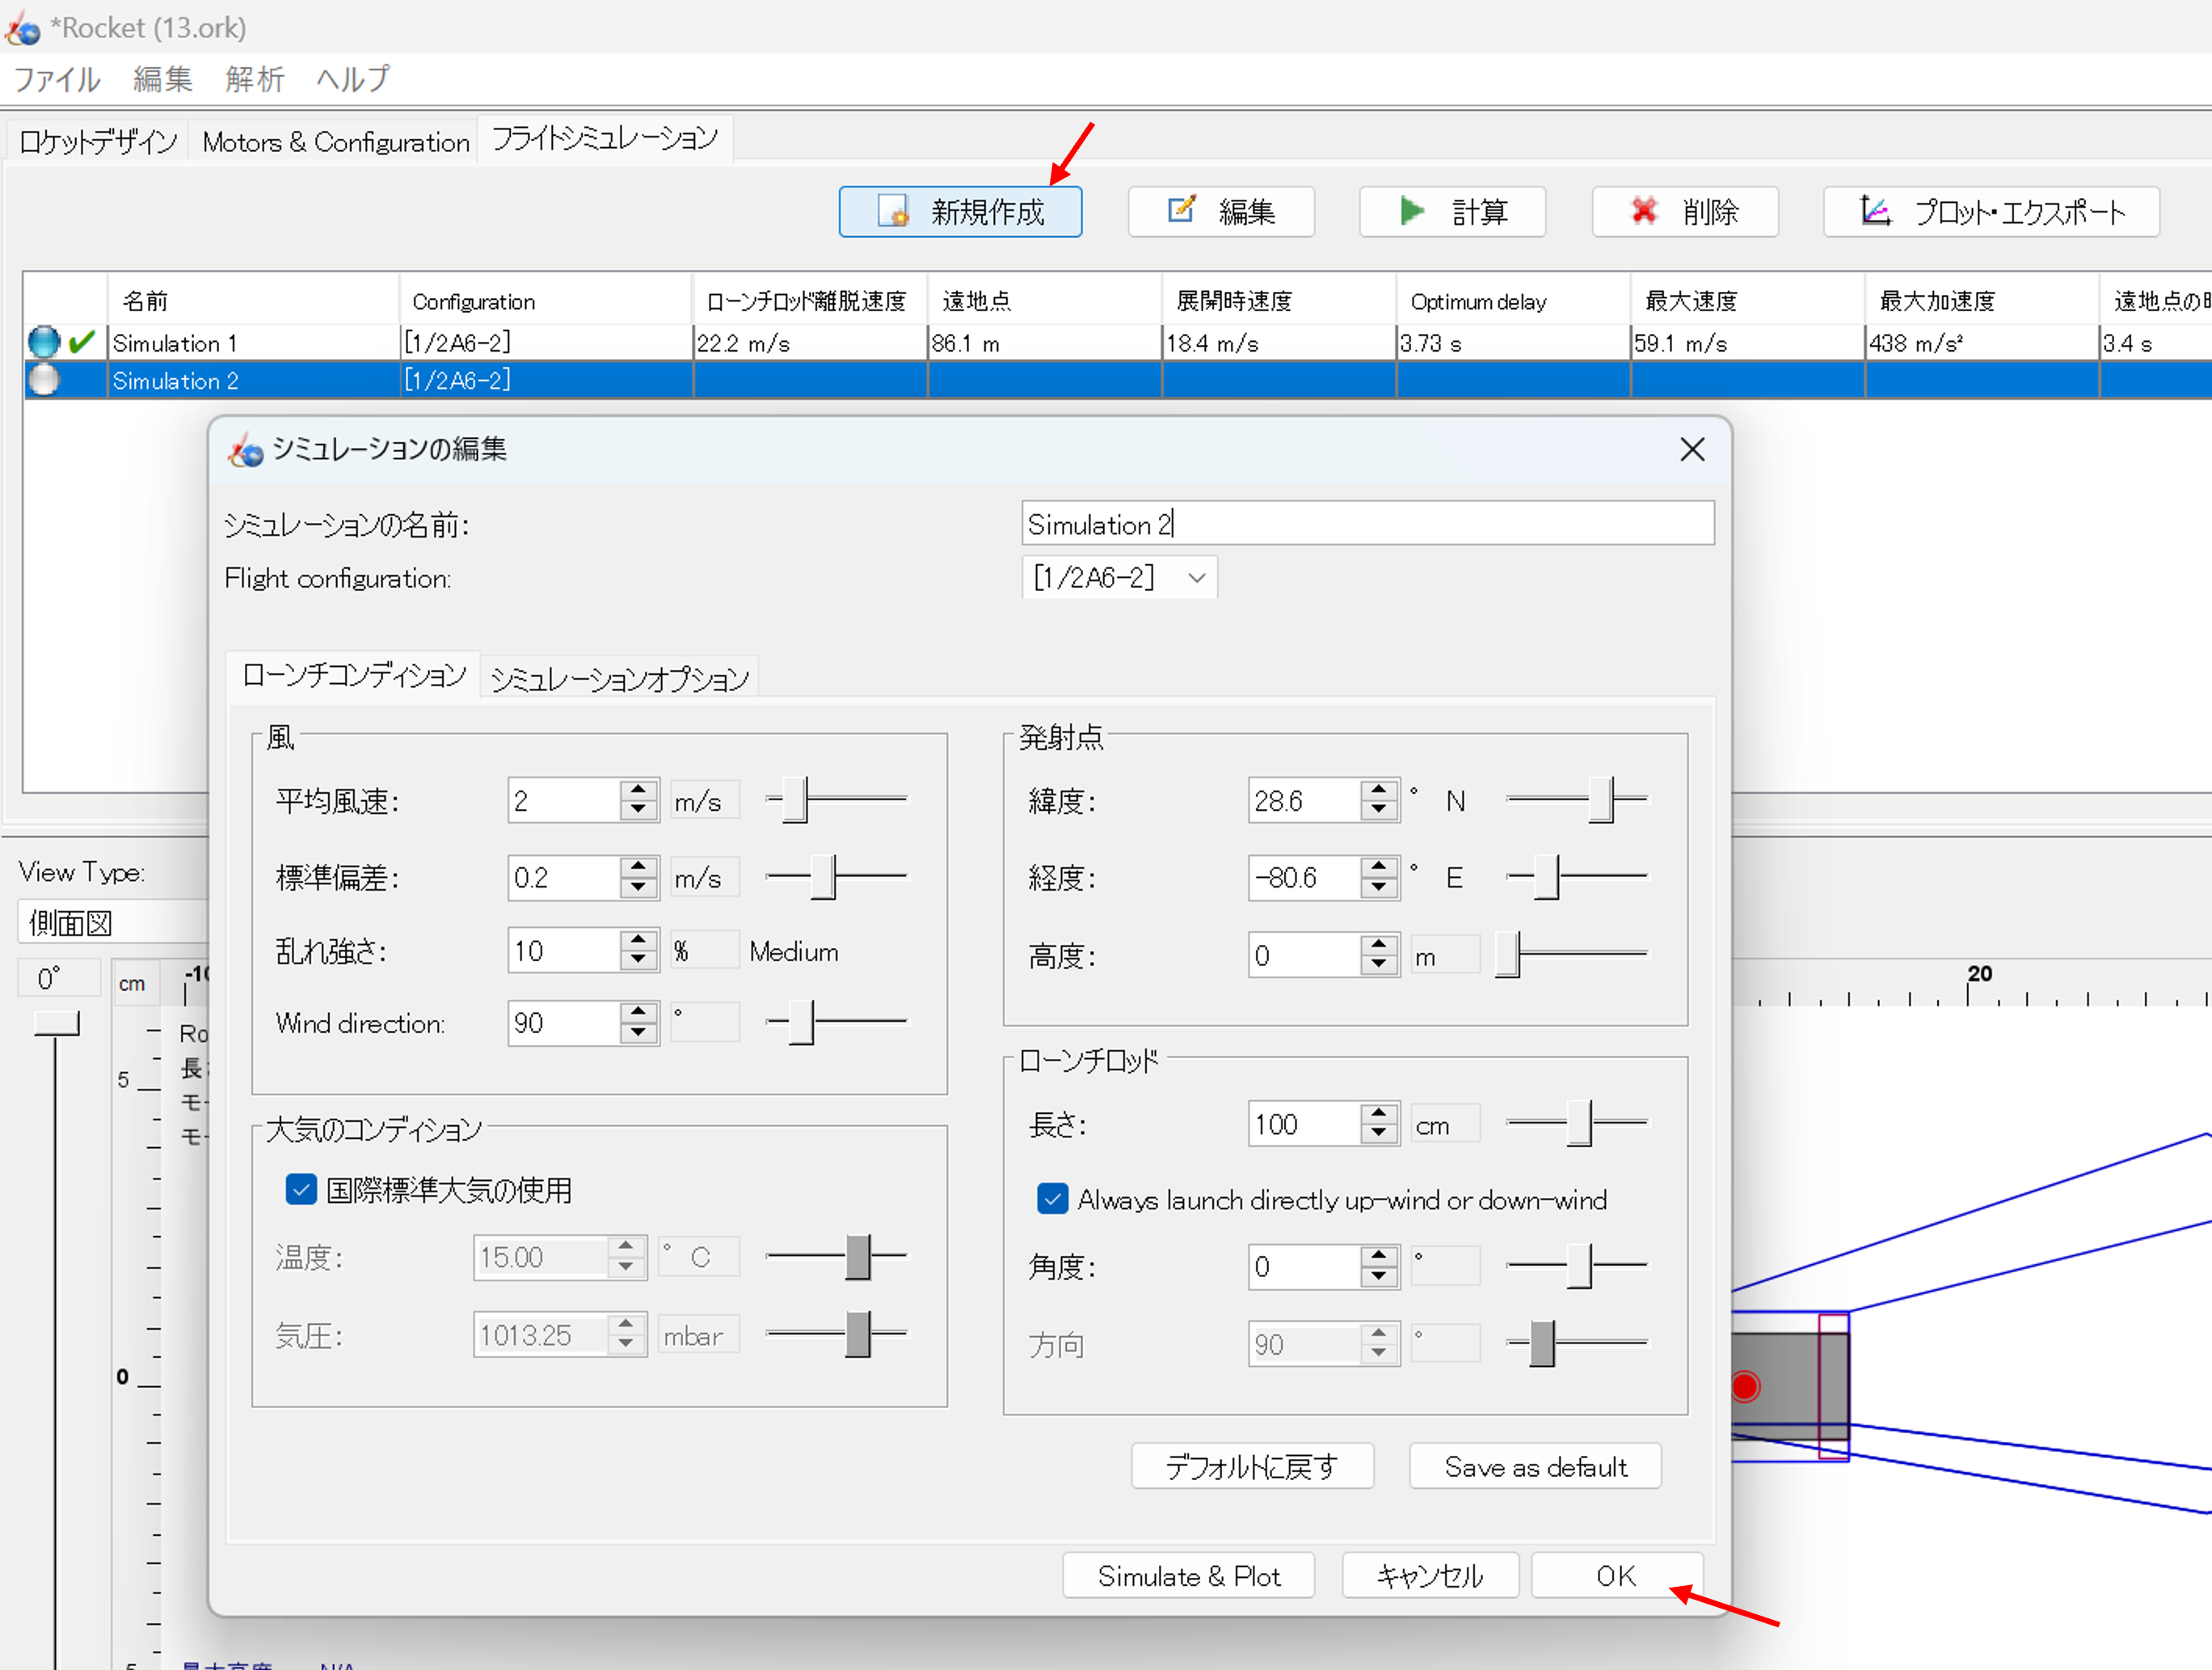 *Rocket (13.ork)
ファイル 編集 解析 ヘルプ
ロケットデザイン Motors & Configuration フライトシミュレーション
新規作成 編集 計算 削除 プロット・エクスポート
名前 Configuration ローンチロッド離脱速度 遠地点 展開時速度 Optimum delay 最大速度 最大加速度 遠地点の
Simulation 1 [1/2A6-2] 22.2 m/s 86.1 m 18.4 m/s 3.73 s 59.1 m/s 438 m/s² 3.4 s
Simulation 2 [1/2A6-2]
シミュレーションの編集
シミュレーションの名前: Simulation 2
Flight configuration: [1/2A6-2]
ローンチコンディション シミュレーションオプション
風
平均風速: 2 m/s
標準偏差: 0.2 m/s
乱れ強さ: 10 % Medium
Wind direction: 90 °
大気のコンディション
国際標準大気の使用
温度: 15.00 ° C
気圧: 1013.25 mbar
発射点
緯度: 28.6 ° N
経度: -80.6 ° E
高度: 0 m
ローンチロッド
長さ: 100 cm
Always launch directly up-wind or down-wind
角度: 0 °
方向 90 °
デフォルトに戻す Save as default
Simulate & Plot キャンセル OK
View Type:
側面図
0°
cm
-10
20
Ro
長
モー
モー
5
0
5